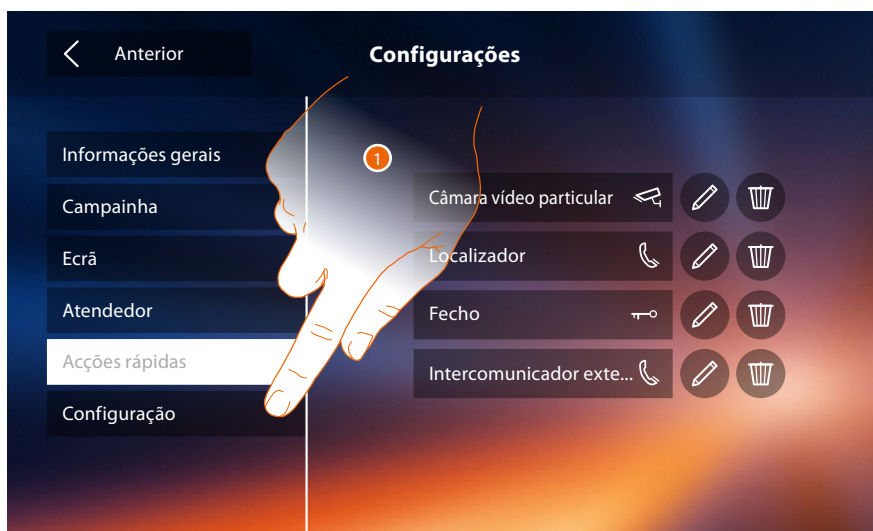 Anterior
Configurações
Informações gerais
Campainha
Ecrã
Atendedor
Acções rápidas
Configuração
1
Câmara vídeo particular
Localizador
Fecho
Intercomunicador exte...